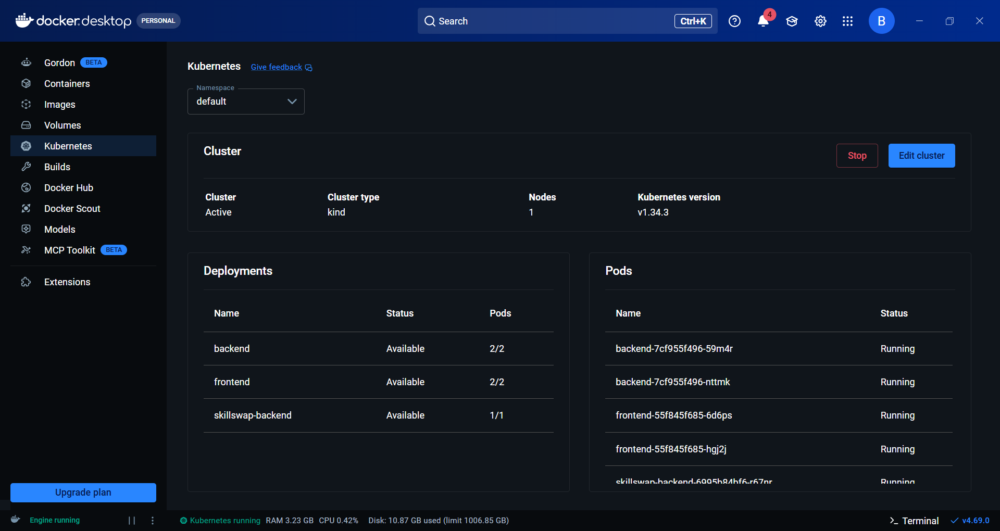 docker.desktop PERSONAL
Search Ctrl+K
4
B
Gordon BETA
Containers
Images
Volumes
Kubernetes
Builds
Docker Hub
Docker Scout
Models
MCP Toolkit BETA
Extensions
Upgrade plan
Kubernetes Give feedback
Namespace
default
Cluster
Stop Edit cluster
Cluster Cluster type Nodes Kubernetes version
Active kind 1 v1.34.3
Deployments
Name Status Pods
backend Available 2/2
frontend Available 2/2
skillswap-backend Available 1/1
Pods
Name Status
backend-7cf955f496-59m4r Running
backend-7cf955f496-nttmk Running
frontend-55f845f685-6d6ps Running
frontend-55f845f685-hgj2j Running
skillswap-backend-6995b84bf6-r67nr Running
Engine running
Kubernetes running RAM 3.23 GB CPU 0.42% Disk: 10.87 GB used (limit 1006.85 GB)
>_ Terminal v4.69.0